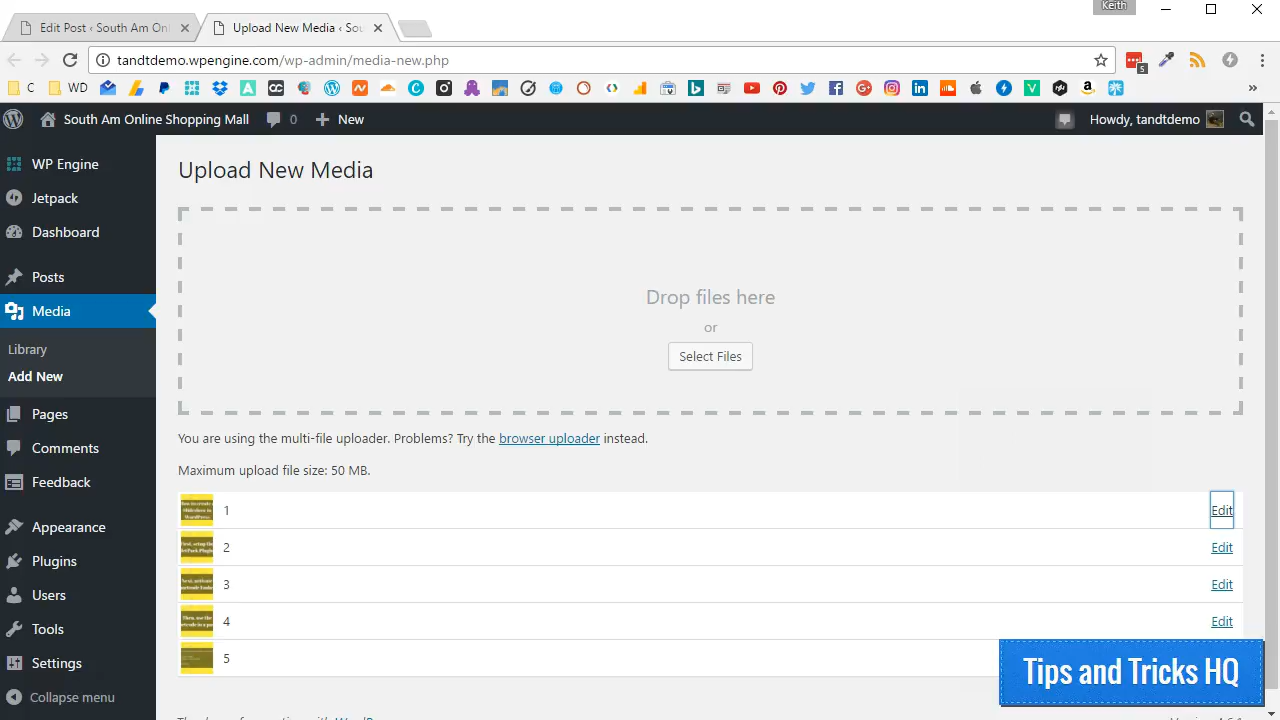 Keith
Edit Post ‹ South Am Onl
Upload New Media ‹ Sou
tandtdemo.wpengine.com/wp-admin/media-new.php
5
C
WD
South Am Online Shopping Mall
0
New
Howdy, tandtdemo
WP Engine
Jetpack
Dashboard
Posts
Media
Library
Add New
Pages
Comments
Feedback
Appearance
Plugins
Users
Tools
Settings
Collapse menu
Upload New Media
Drop files here
or
Select Files
You are using the multi-file uploader. Problems? Try the browser uploader instead.
Maximum upload file size: 50 MB.
1
Edit
2
Edit
3
Edit
4
Edit
5
Tips and Tricks HQ